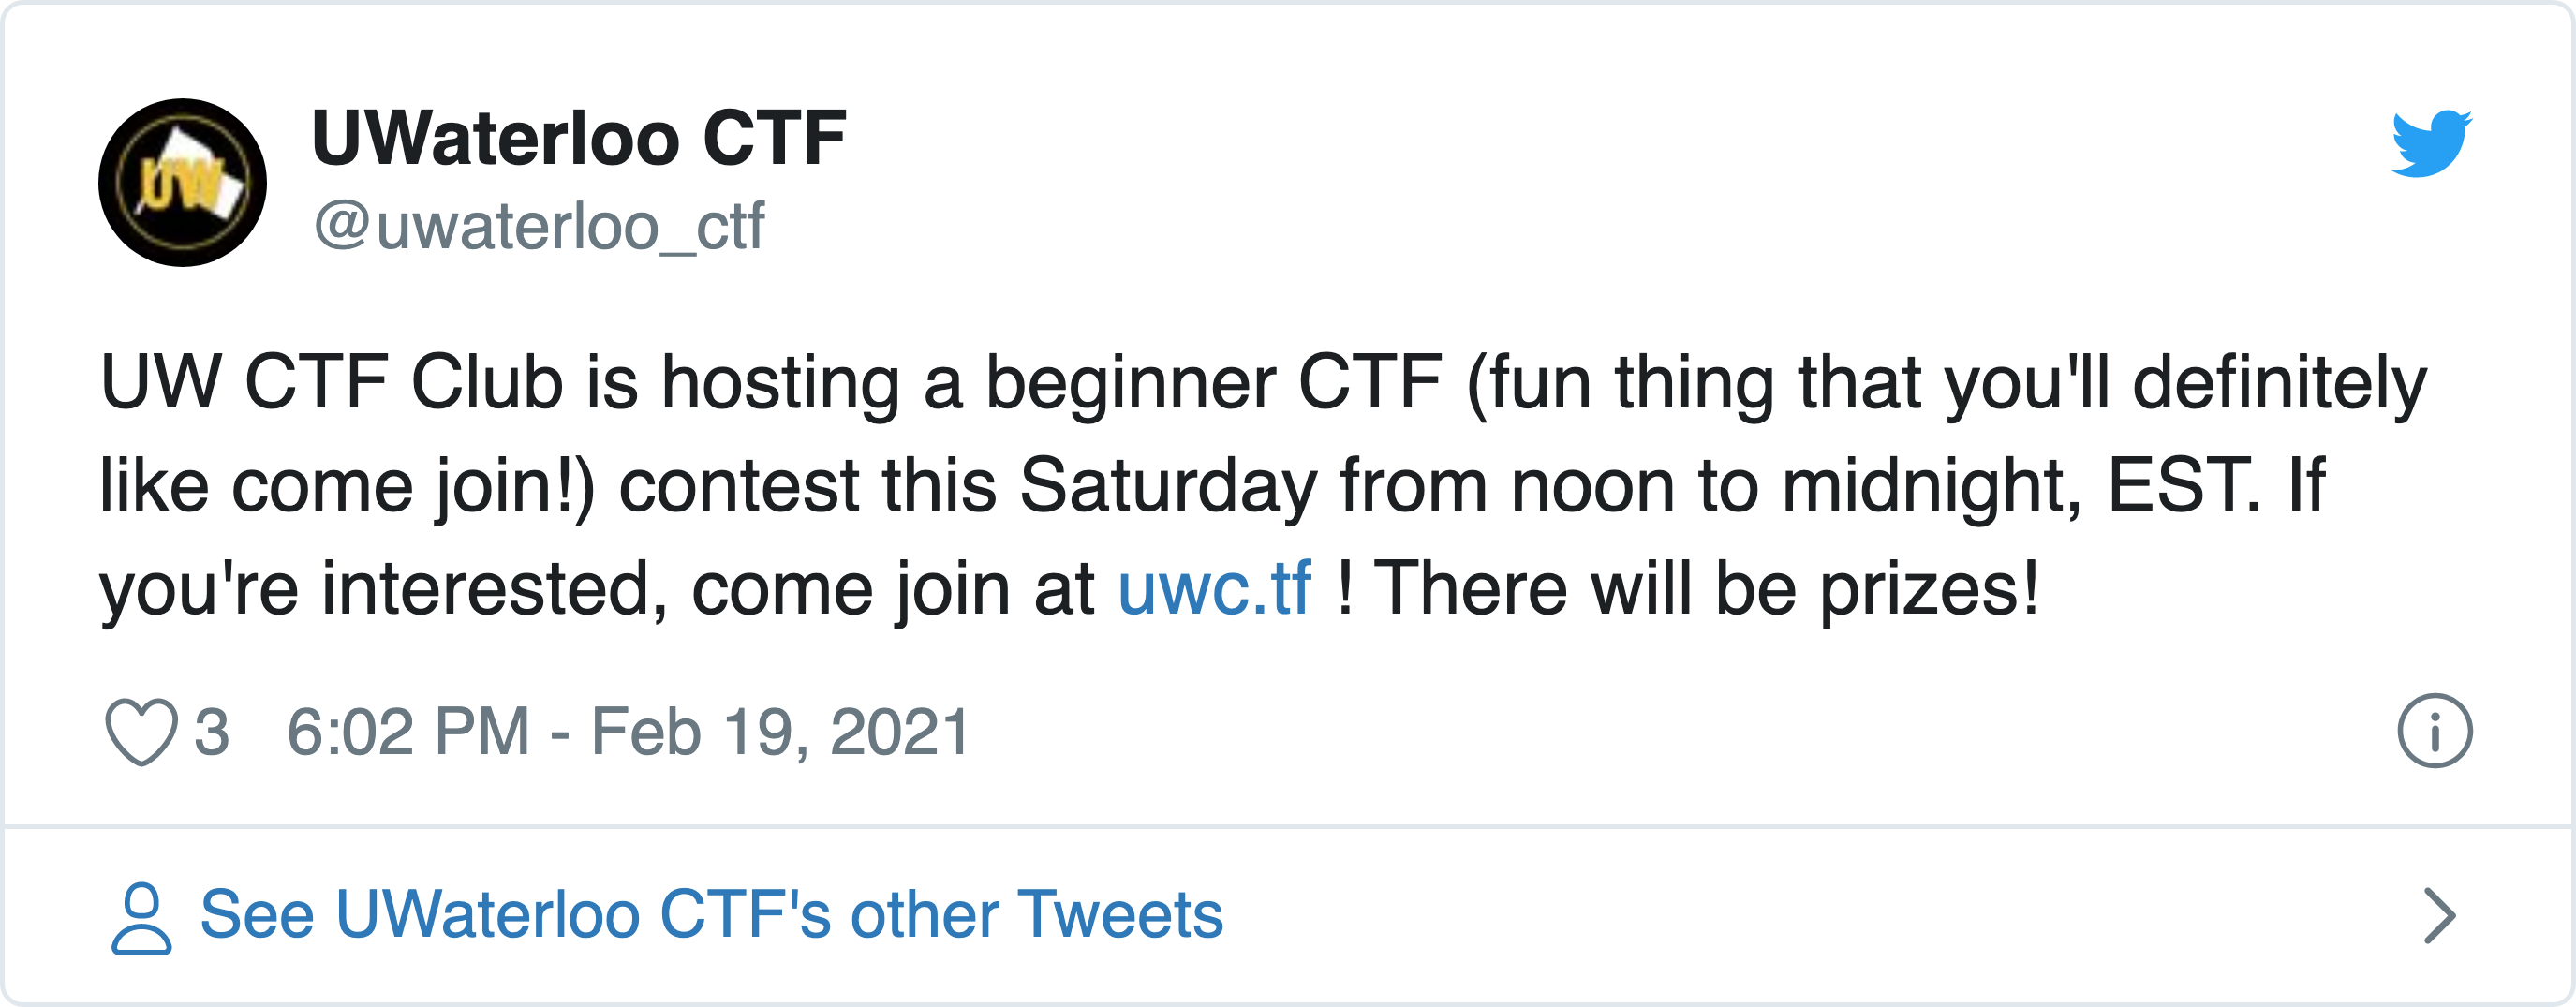 UW
UWaterloo CTF
@uwaterloo_ctf
UW CTF Club is hosting a beginner CTF (fun thing that you'll definitely
like come join!) contest this Saturday from noon to midnight, EST. If
you're interested, come join at uwc.tf ! There will be prizes!
3 6:02 PM - Feb 19, 2021
See UWaterloo CTF's other Tweets